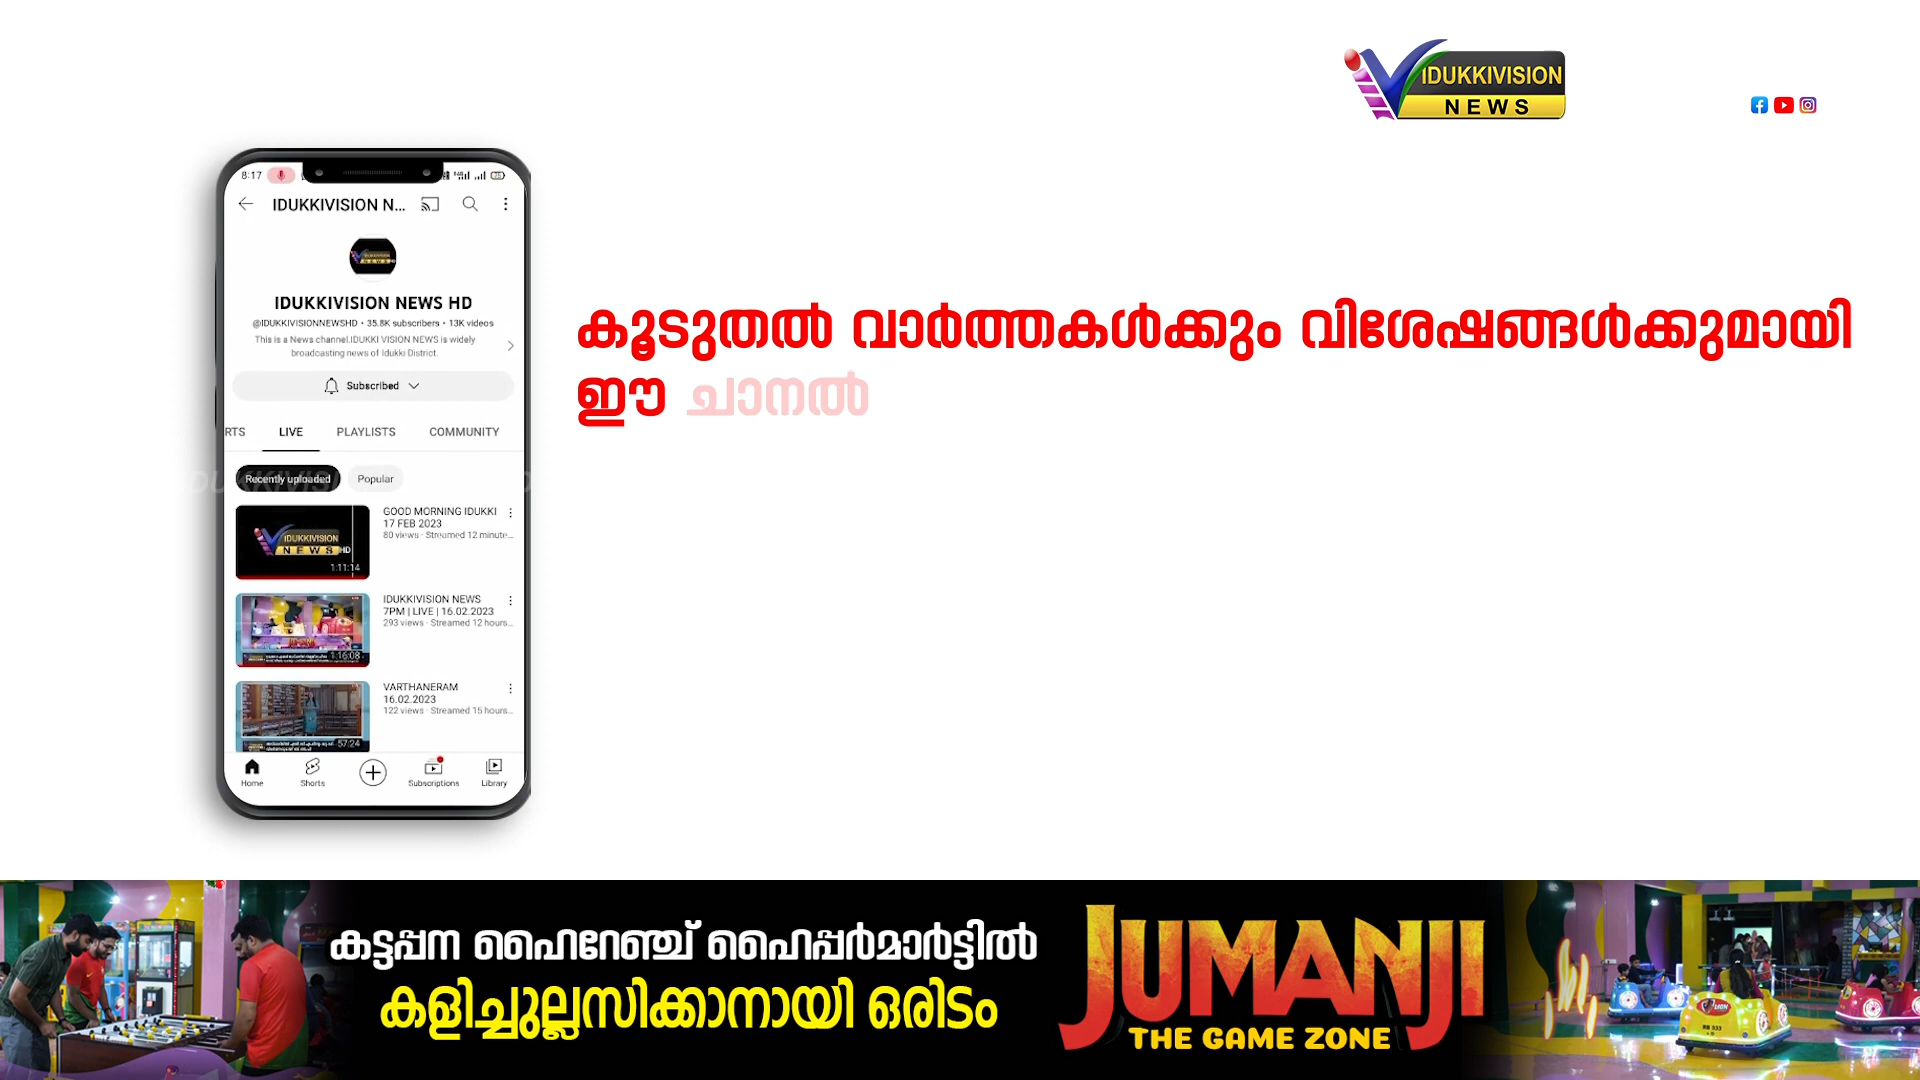 IDUKKIVISION
NEWS
8:17
IDUKKIVISION N...
IDUKKIVISION NEWS HD
@IDUKKIVISIONNEWSHD • 35.8K subscribers • 13K videos
This is a News channel.IDUKKI VISION NEWS is widely
broadcasting news of Idukki District.
Subscribed
RTS LIVE PLAYLISTS COMMUNITY
Recently uploaded Popular
IDUKKIVISION
NEWS HD
1:11:14
GOOD MORNING IDUKKI
17 FEB 2023
80 views · Streamed 12 minute...
1:16:08
IDUKKIVISION NEWS
7PM | LIVE | 16.02.2023
293 views · Streamed 12 hours...
57:24
VARTHANERAM
16.02.2023
122 views · Streamed 15 hours...
Home Shorts Subscriptions Library
കൂടുതൽ വാർത്തകൾക്കും വിശേഷങ്ങൾക്കുമായി
ഈ ചാനൽ
കട്ടപ്പന ഹൈറേഞ്ച് ഹൈപ്പർമാർട്ടിൽ
കളിച്ചുല്ലസിക്കാനായി ഒരിടം
JUMANJI
THE GAME ZONE